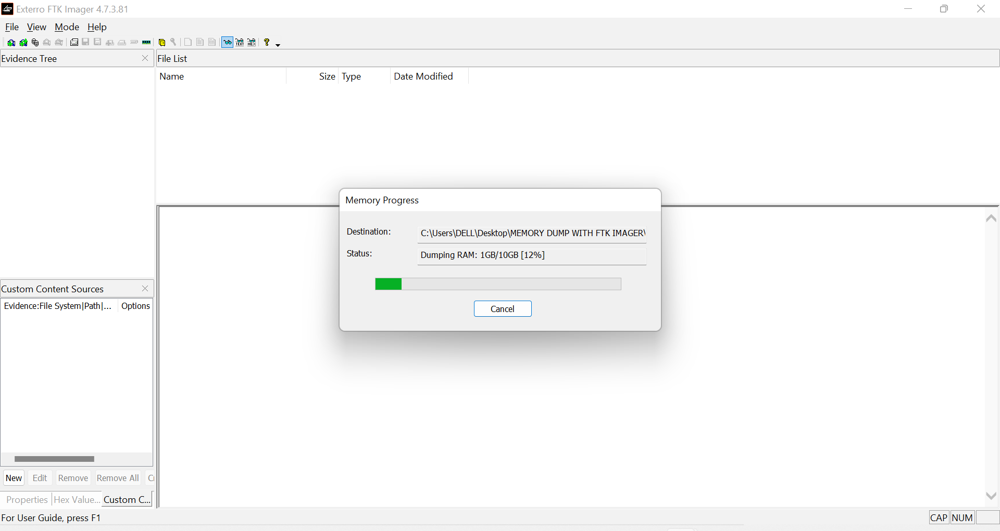 Exterro FTK Imager 4.7.3.81
File View Mode Help
TEXT HEX
Evidence Tree
File List
Name Size Type Date Modified
Memory Progress
Destination: C:\Users\DELL\Desktop\MEMORY DUMP WITH FTK IMAGER\
Status: Dumping RAM: 1GB/10GB [12%]
Cancel
Custom Content Sources
Evidence:File System|Path|... Options
New Edit Remove Remove All
Properties Hex Value... Custom C...
For User Guide, press F1
CAP NUM